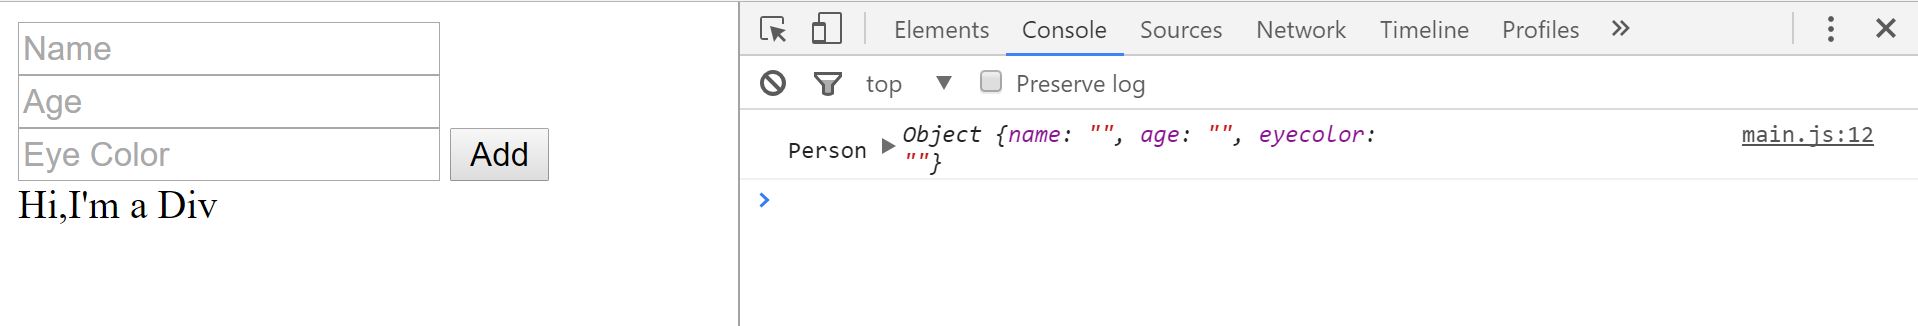 Name
Age
Eye Color
Add
Hi,I'm a Div
Elements Console Sources Network Timeline Profiles »
top ▼ Preserve log
Person ▶ Object {name: "", age: "", eyecolor: main.js:12
""}
>